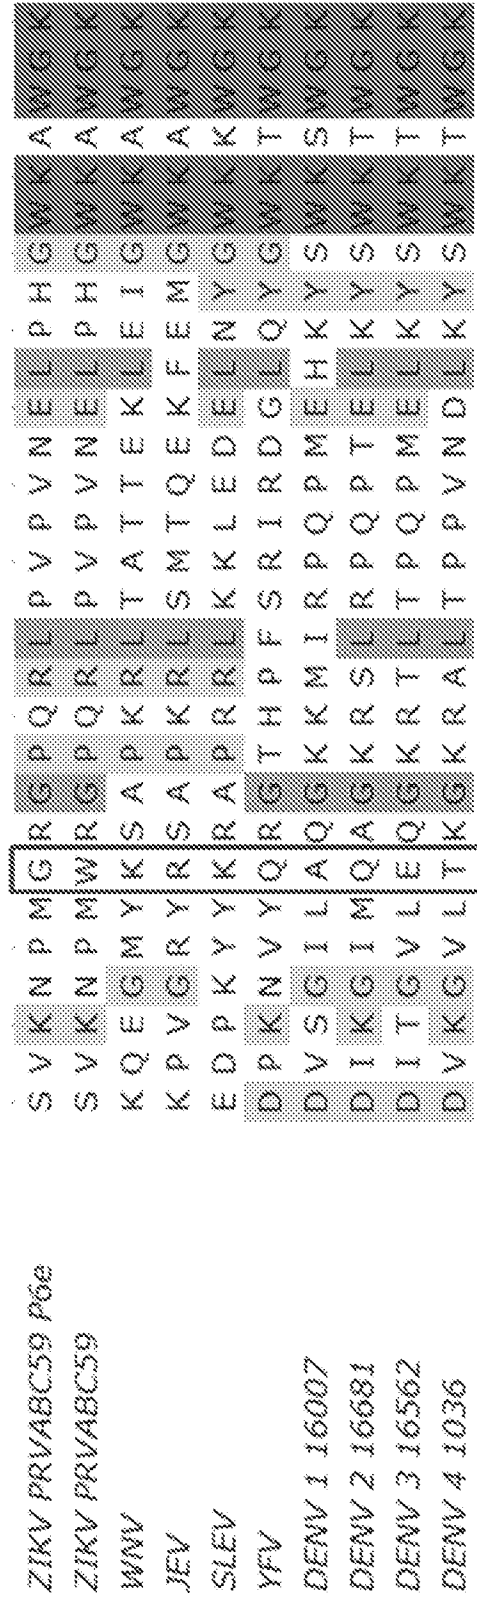 ZIKV PRVABC59 P6e S V K N P M G R G P Q R L P V P V N E L P H G W K A W G K
ZIKV PRVABC59 S V K N P M W R G P Q R L P V P V N E L P H G W K A W G K
WNV K Q E G M Y K S A P K R L T A T T E K L E I G W K A W G K
JEV K P V G R Y R S A P K R L S M T Q E K F E M G W K A W G K
SLEV E D P K Y Y K R A P R R L K K L E D E L N Y G W K K W G K
YFV D P K N V Y Q R G T H P F S R I R D G L Q Y G W K T W G K
DENV 1 16007 D V S G I L A Q G K K M I R P Q P M E H K Y S W K S W G K
DENV 2 16681 D I K G I M Q A G K R S L R P Q P T E L K Y S W K T W G K
DENV 3 16562 D I T G V L E Q G K R T L T P Q P M E L K Y S W K T W G K
DENV 4 1036 D V K G V L T K G K R A L T P P V N D L K Y S W K T W G K